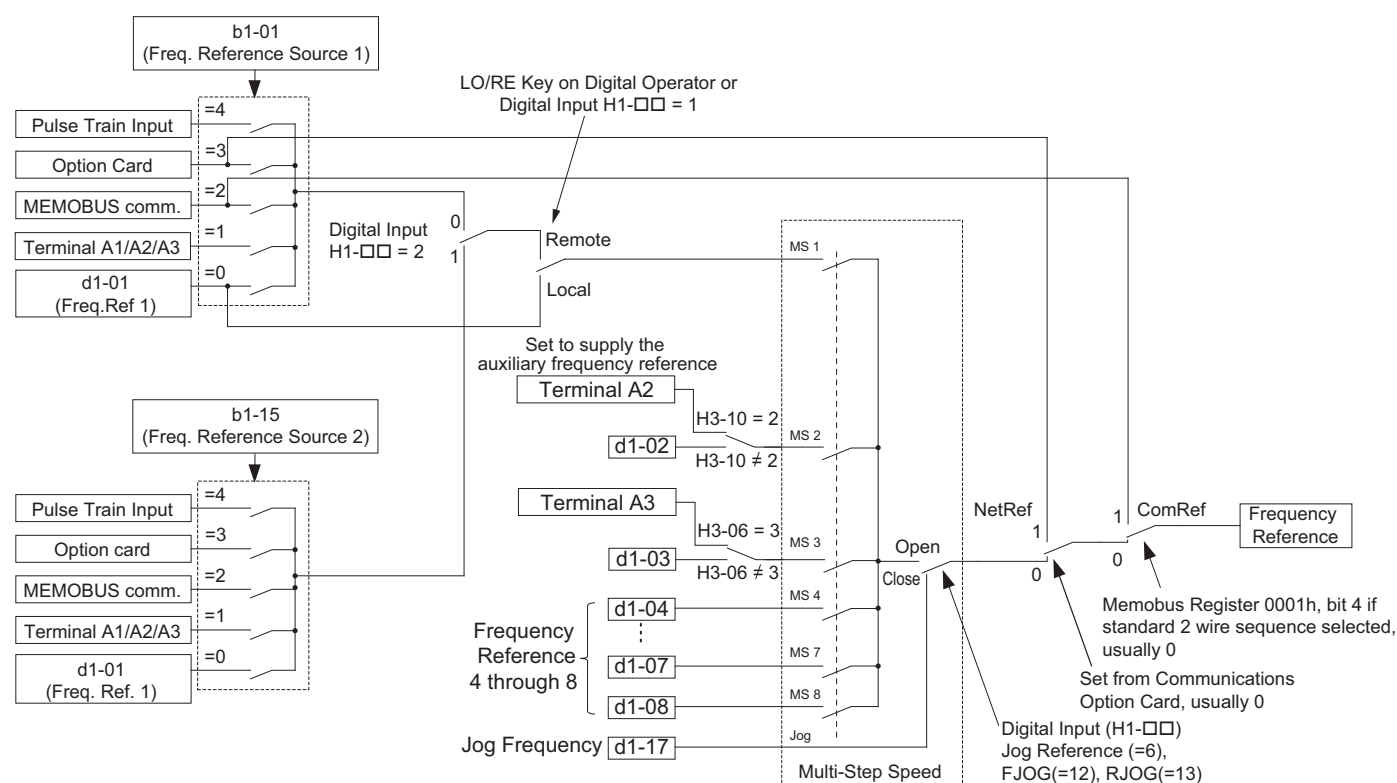 b1-01
(Freq. Reference Source 1)
=4
Pulse Train Input
=3
Option Card
=2
MEMOBUS comm.
=1
Terminal A1/A2/A3
=0
d1-01
(Freq.Ref 1)
LO/RE Key on Digital Operator or
Digital Input H1-□□ = 1
Digital Input
H1-□□ = 2
0
1
Remote
Local
b1-15
(Freq. Reference Source 2)
=4
Pulse Train Input
=3
Option card
=2
MEMOBUS comm.
=1
Terminal A1/A2/A3
=0
d1-01
(Freq. Ref. 1)
Set to supply the
auxiliary frequency reference
Terminal A2
H3-10 = 2
d1-02
H3-10 ≠ 2
Terminal A3
H3-06 = 3
d1-03
H3-06 ≠ 3
Frequency
Reference
4 through 8
d1-04
d1-07
d1-08
Jog Frequency
d1-17
MS 1
MS 2
MS 3
MS 4
MS 7
MS 8
Jog
Multi-Step Speed
Open
Close
NetRef
1
0
1
0
ComRef
Frequency
Reference
Memobus Register 0001h, bit 4 if
standard 2 wire sequence selected,
usually 0
Set from Communications
Option Card, usually 0
Digital Input (H1-□□)
Jog Reference (=6),
FJOG(=12), RJOG(=13)